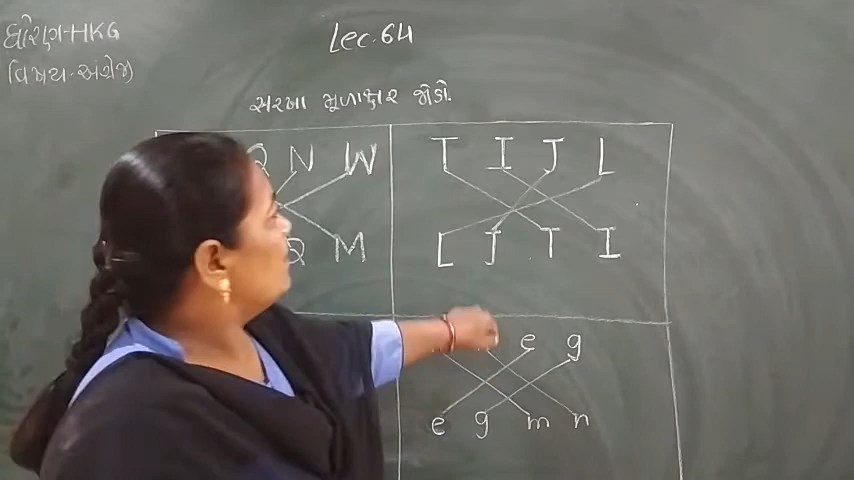 ધોરણ-HKG
Lec.64
વિષય-અંગ્રેજી
સરખા મૂળાક્ષર જોડો.
Q N W
T I J L
Q M
L J T I
e g
e g m n